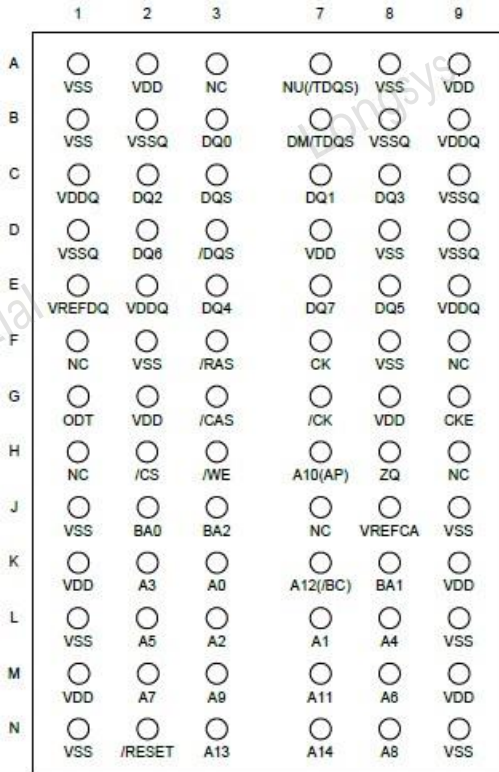 1 2 3 7 8 9
A
VSS VDD NC NU(/TDQS) VSS VDD
B
VSS VSSQ DQ0 DM/TDQS VSSQ VDDQ
C
VDDQ DQ2 DQS DQ1 DQ3 VSSQ
D
VSSQ DQ6 /DQS VDD VSS VSSQ
E
VREFDQ VDDQ DQ4 DQ7 DQ5 VDDQ
F
NC VSS /RAS CK VSS NC
G
ODT VDD /CAS /CK VDD CKE
H
NC /CS /WE A10(AP) ZQ NC
J
VSS BA0 BA2 NC VREFCA VSS
K
VDD A3 A0 A12(/BC) BA1 VDD
L
VSS A5 A2 A1 A4 VSS
M
VDD A7 A9 A11 A6 VDD
N
VSS /RESET A13 A14 A8 VSS
Longsys